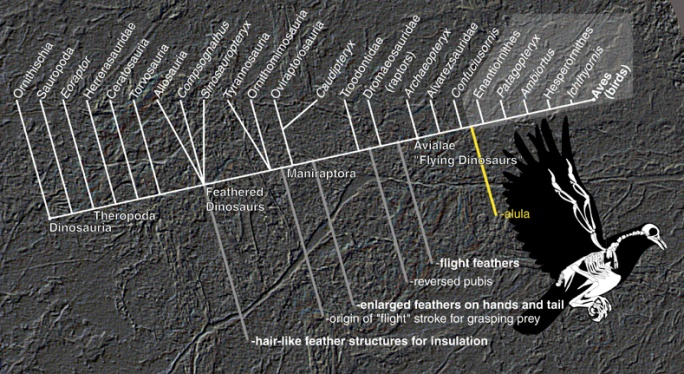 Ornithischia
Sauropoda
Eoraptor
Herrerasauridae
Ceratosauria
Torvosauria
Allosauria
Compsognathus
Sinosauropteryx
Tyrannosauria
Ornithomimosauria
Oviraptorosauria
Caudipteryx
Troodontidae
Dromaeosauridae
(raptors)
Archaeopteryx
Alverezsauridae
Confuciusornis
Enantiornithes
Patagopteryx
Ambiortus
Hesperornithes
Icthyornis
Aves
(birds)
Avialae
"Flying Dinosaurs"
Maniraptora
Feathered
Dinosaurs
Theropoda
Dinosauria
-alula
-flight feathers
-reversed pubis
-enlarged feathers on hands and tail
-origin of "flight" stroke for grasping prey
-hair-like feather structures for insulation